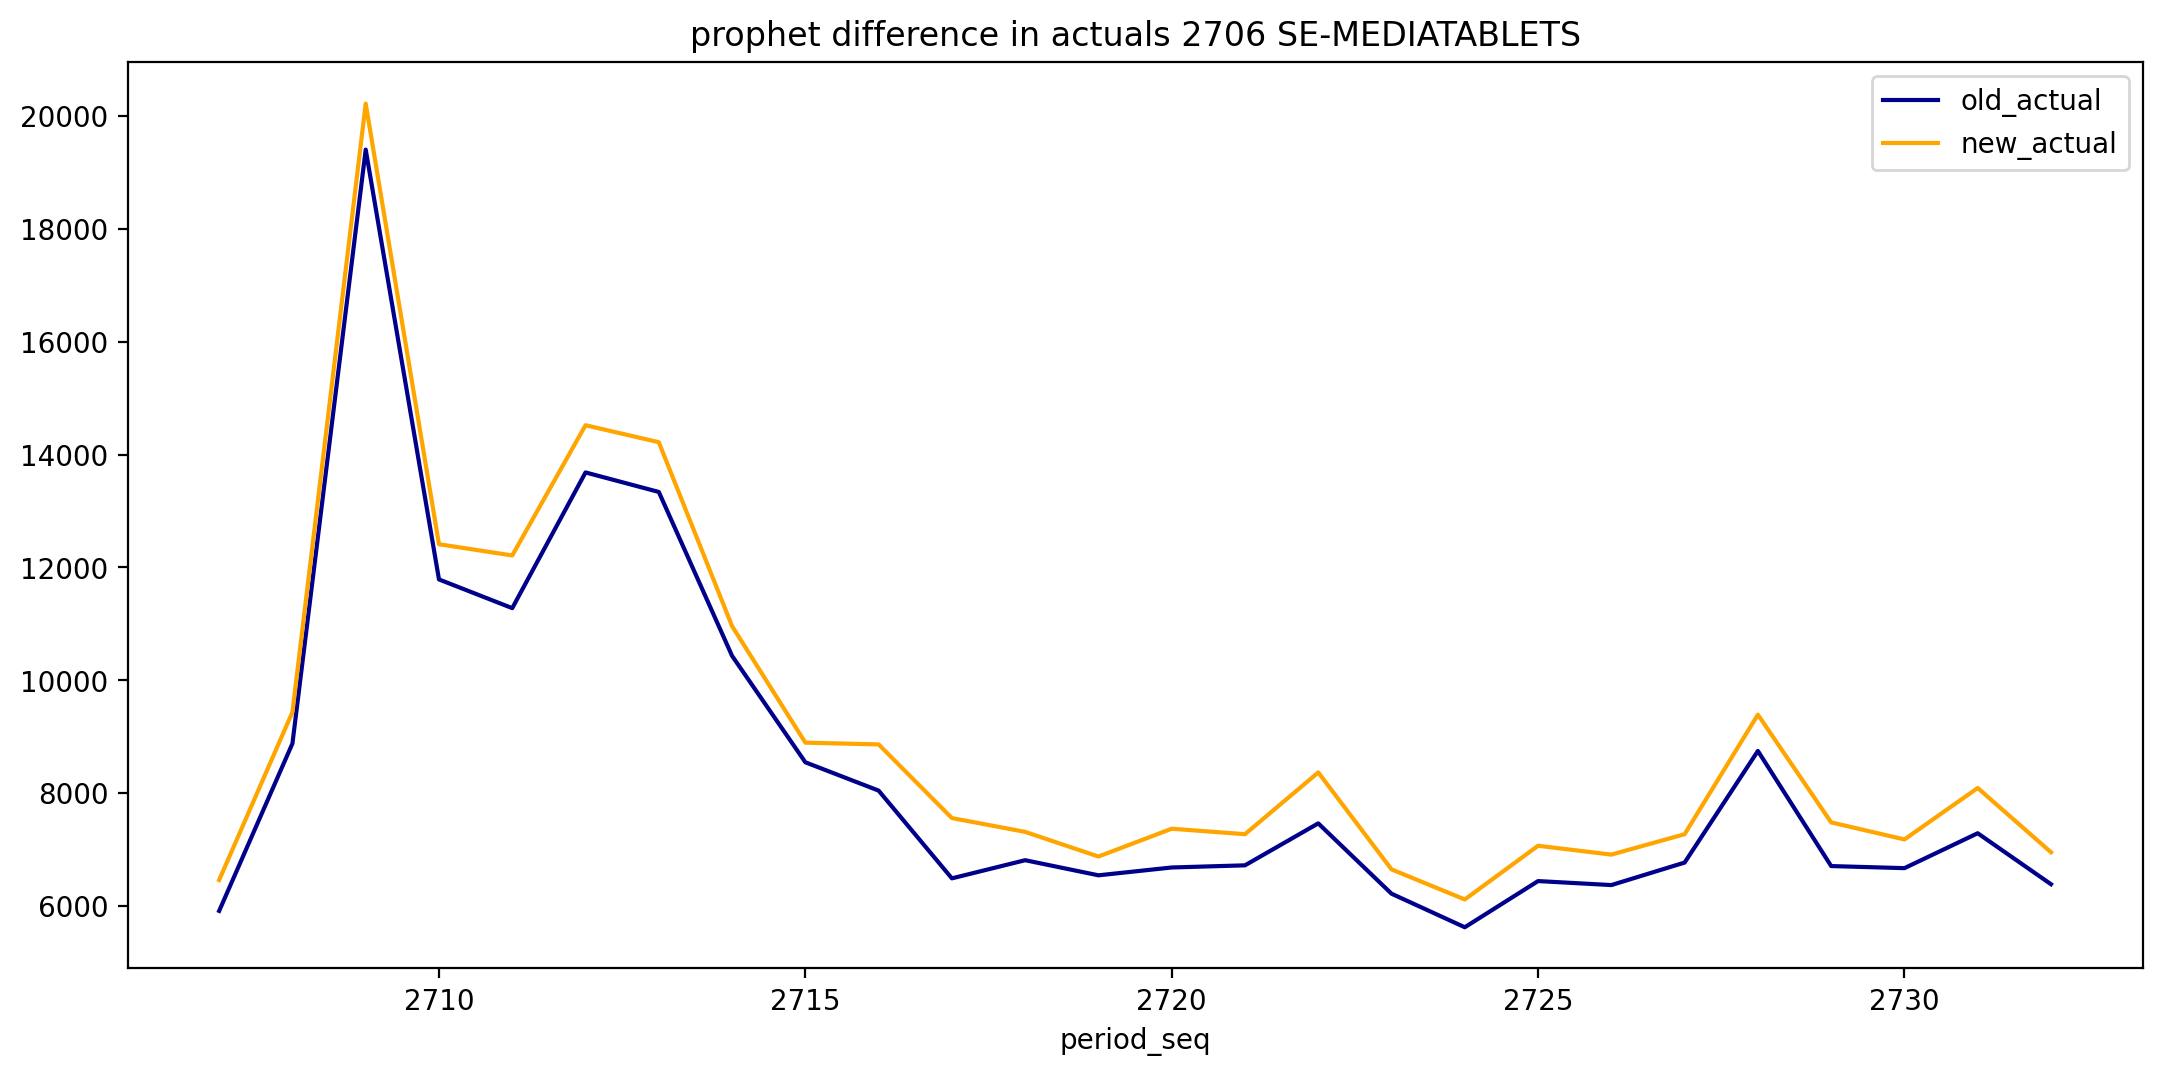 prophet difference in actuals 2706 SE-MEDIATABLETS
old_actual
new_actual
20000
18000
16000
14000
12000
10000
8000
6000
2710 2715 2720 2725 2730
period_seq